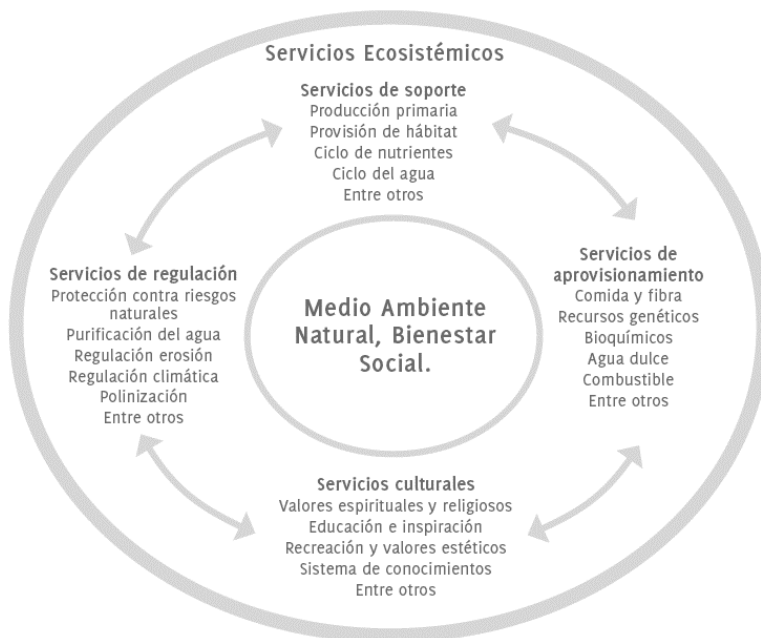 Servicios Ecosistémicos
Servicios de soporte
Producción primaria
Provisión de hábitat
Ciclo de nutrientes
Ciclo del agua
Entre otros
Servicios de regulación
Protección contra riesgos
naturales
Purificación del agua
Regulación erosión
Regulación climática
Polinización
Entre otros
Medio Ambiente
Natural, Bienestar
Social.
Servicios de
aprovisionamiento
Comida y fibra
Recursos genéticos
Bioquímicos
Agua dulce
Combustible
Entre otros
Servicios culturales
Valores espirituales y religiosos
Educación e inspiración
Recreación y valores estéticos
Sistema de conocimientos
Entre otros